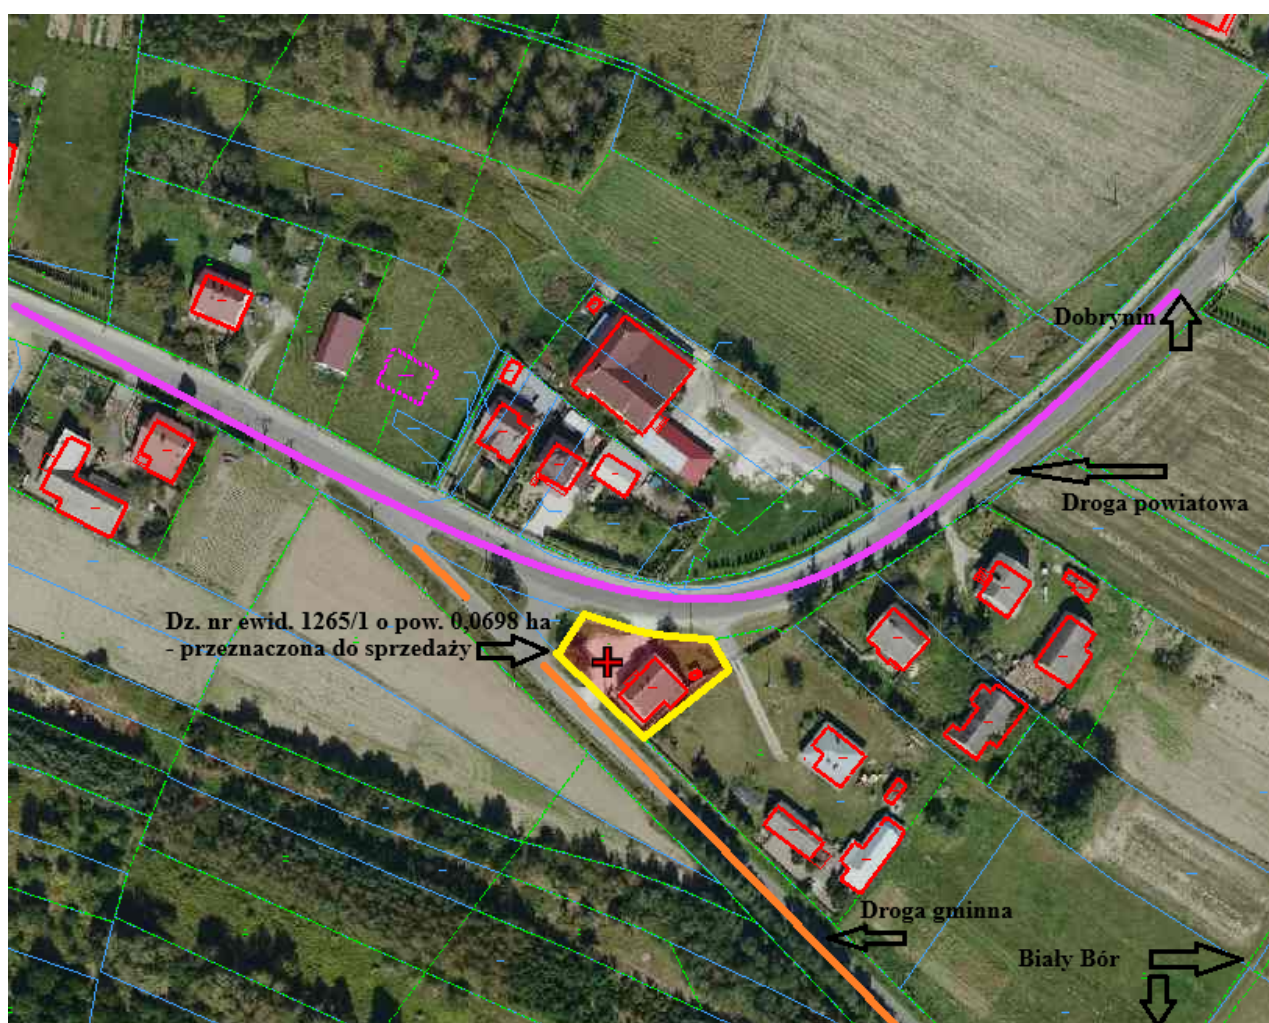 Dobrynin
Droga powiatowa
Dz. nr ewid. 1265/1 o pow. 0,0698 ha
- przeznaczona do sprzedaży
Droga gminna
Biały Bór